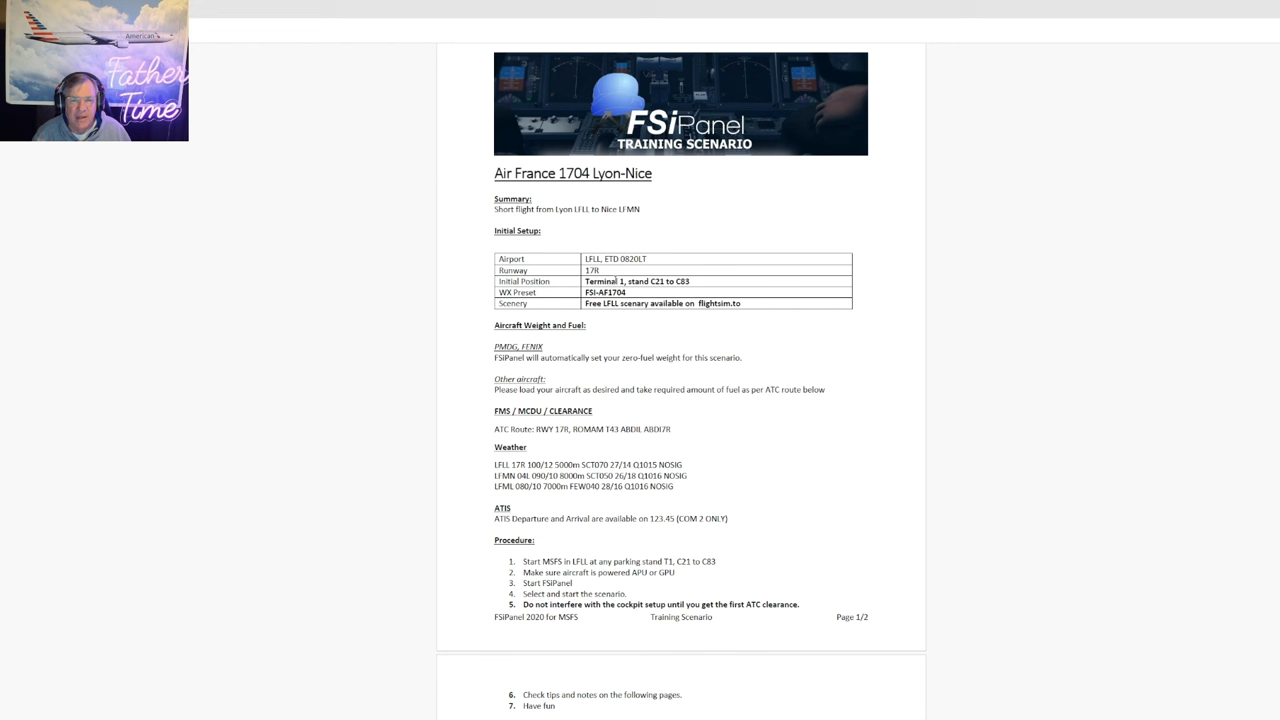 American
Father
Time
FSiPanel
TRAINING SCENARIO
Air France 1704 Lyon-Nice
Summary:
Short flight from Lyon LFLL to Nice LFMN
Initial Setup:
Airport LFLL, ETD 0820LT
Runway 17R
Initial Position Terminal 1, stand C21 to C83
WX Preset FSI-AF1704
Scenery Free LFLL scenary available on flightsim.to
Aircraft Weight and Fuel:
PMDG, FENIX
FSiPanel will automatically set your zero-fuel weight for this scenario.
Other aircraft:
Please load your aircraft as desired and take required amount of fuel as per ATC route below
FMS / MCDU / CLEARANCE
ATC Route: RWY 17R, ROMAM T43 ABDIL ABDI7R
Weather
LFLL 17R 100/12 5000m SCT070 27/14 Q1015 NOSIG
LFMN 04L 090/10 8000m SCT050 26/18 Q1016 NOSIG
LFML 080/10 7000m FEW040 28/16 Q1016 NOSIG
ATIS
ATIS Departure and Arrival are available on 123.45 (COM 2 ONLY)
Procedure:
1. Start MSFS in LFLL at any parking stand T1, C21 to C83
2. Make sure aircraft is powered APU or GPU
3. Start FSiPanel
4. Select and start the scenario.
5. Do not interfere with the cockpit setup until you get the first ATC clearance.
FSiPanel 2020 for MSFS Training Scenario Page 1/2
6. Check tips and notes on the following pages.
7. Have fun